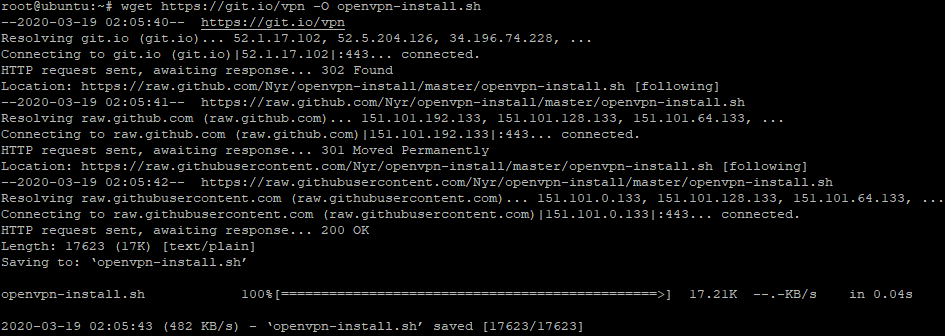 root@ubuntu:~# wget https://git.io/vpn -O openvpn-install.sh
--2020-03-19 02:05:40--  https://git.io/vpn
Resolving git.io (git.io)... 52.1.17.102, 52.5.204.126, 34.196.74.228, ...
Connecting to git.io (git.io)|52.1.17.102|:443... connected.
HTTP request sent, awaiting response... 302 Found
Location: https://raw.github.com/Nyr/openvpn-install/master/openvpn-install.sh [following]
--2020-03-19 02:05:41--  https://raw.github.com/Nyr/openvpn-install/master/openvpn-install.sh
Resolving raw.github.com (raw.github.com)... 151.101.192.133, 151.101.128.133, 151.101.64.133, ...
Connecting to raw.github.com (raw.github.com)|151.101.192.133|:443... connected.
HTTP request sent, awaiting response... 301 Moved Permanently
Location: https://raw.githubusercontent.com/Nyr/openvpn-install/master/openvpn-install.sh [following]
--2020-03-19 02:05:42--  https://raw.githubusercontent.com/Nyr/openvpn-install/master/openvpn-install.sh
Resolving raw.githubusercontent.com (raw.githubusercontent.com)... 151.101.0.133, 151.101.128.133, 151.101.64.133, ...
Connecting to raw.githubusercontent.com (raw.githubusercontent.com)|151.101.0.133|:443... connected.
HTTP request sent, awaiting response... 200 OK
Length: 17623 (17K) [text/plain]
Saving to: ‘openvpn-install.sh’
openvpn-install.sh            100%[===============================================>]  17.21K  --.-KB/s    in 0.04s
2020-03-19 02:05:43 (482 KB/s) - ‘openvpn-install.sh’ saved [17623/17623]